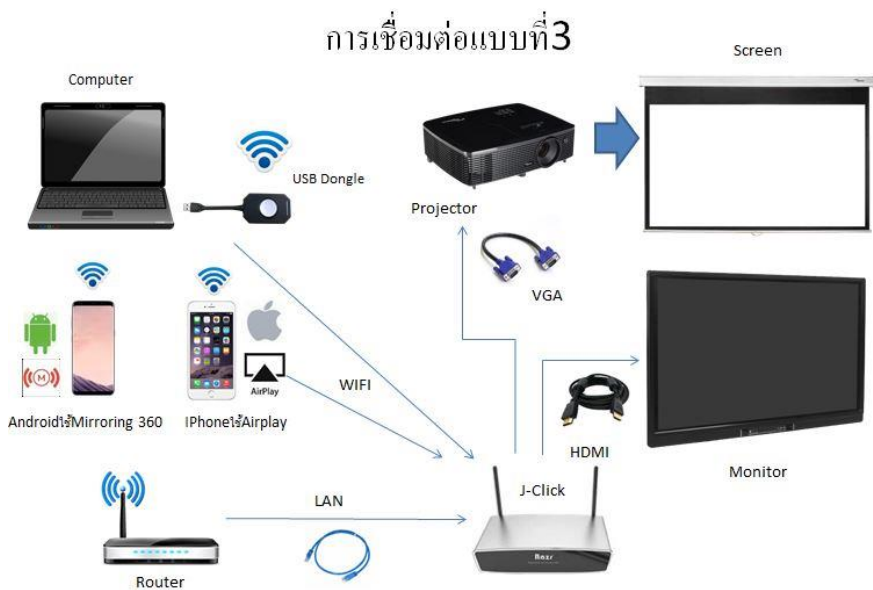 การเชื่อมต่อแบบที่3
Screen
Computer
USB Dongle
Projector
VGA
M
AirPlay
WIFI
Androidใช้Mirroring 360
IPhoneใช้Airplay
HDMI
Monitor
J-Click
LAN
Router